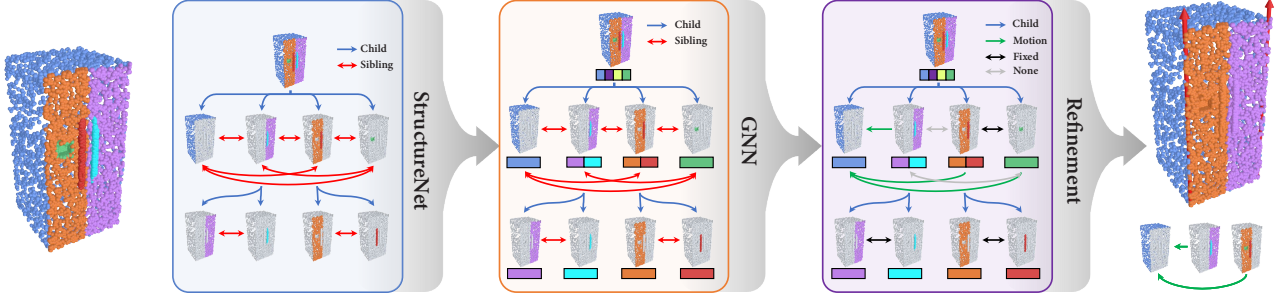 Child
Sibling
StructureNet
Child
Sibling
GNN
Child
Motion
Fixed
None
Refinement